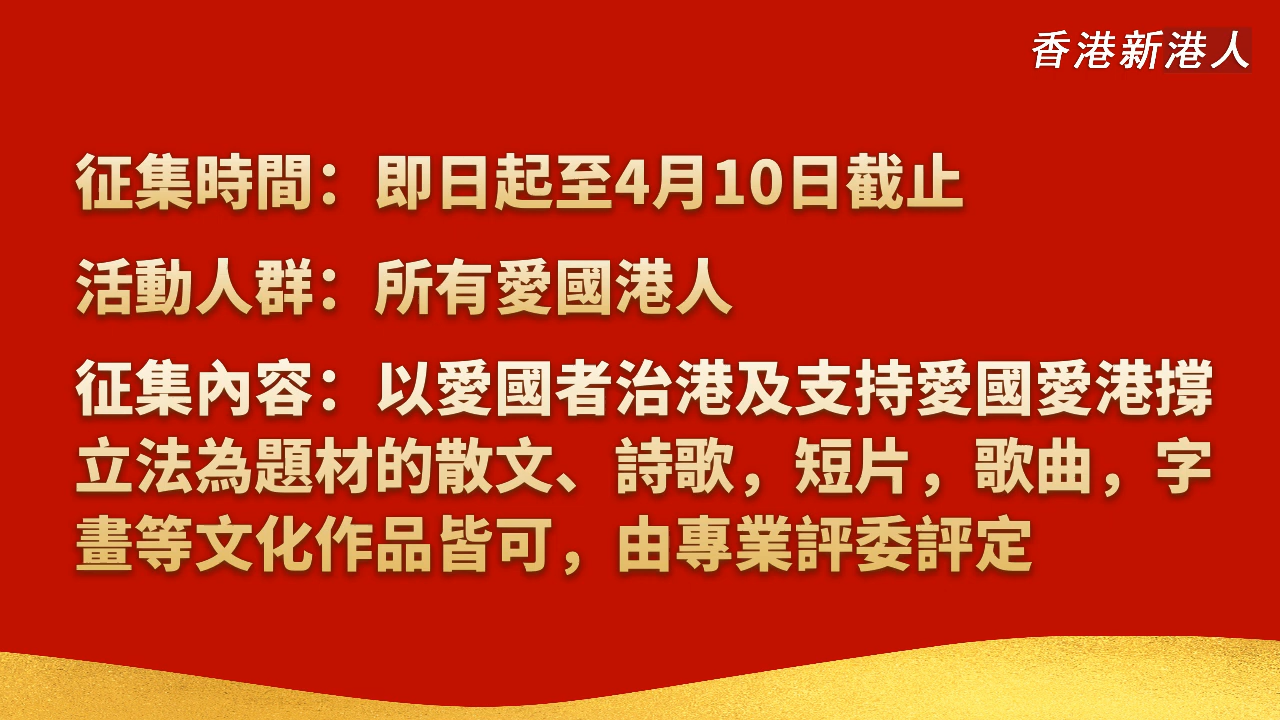 香港新港人
征集時間：即日起至4月10日截止
活動人群：所有愛國港人
征集內容：以愛國者治港及支持愛國愛港撐
立法為題材的散文、詩歌，短片，歌曲，字
畫等文化作品皆可，由專業評委評定